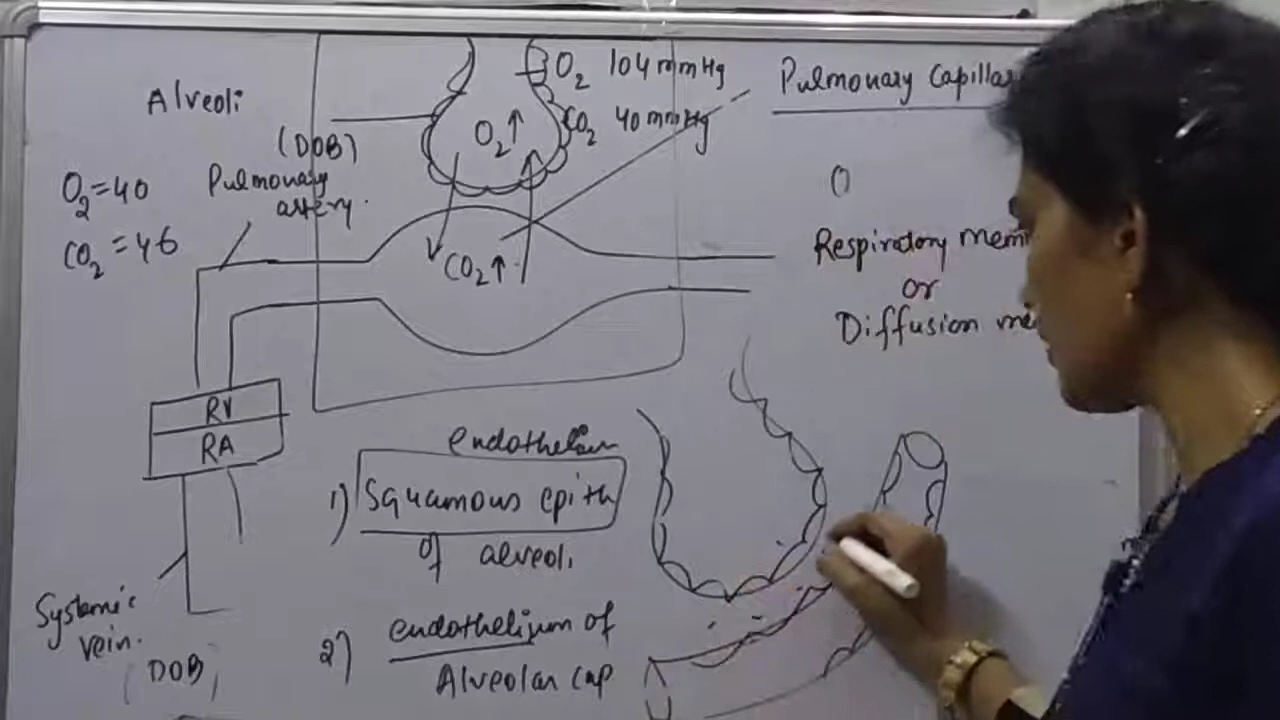 Alveoli
O2 104 mmHg
Pulmonary Capillar
O2↑
CO2 40 mmHg
(DOB)
O2=40
Pulmonary
artery.
CO2=46
CO2↑
Respiratory mem
or
Diffusion me
RV
RA
endothelium
1) Squamous epith
of alveoli
Systemic
vein.
(DOB)
2) endothelium of
Alveolar cap